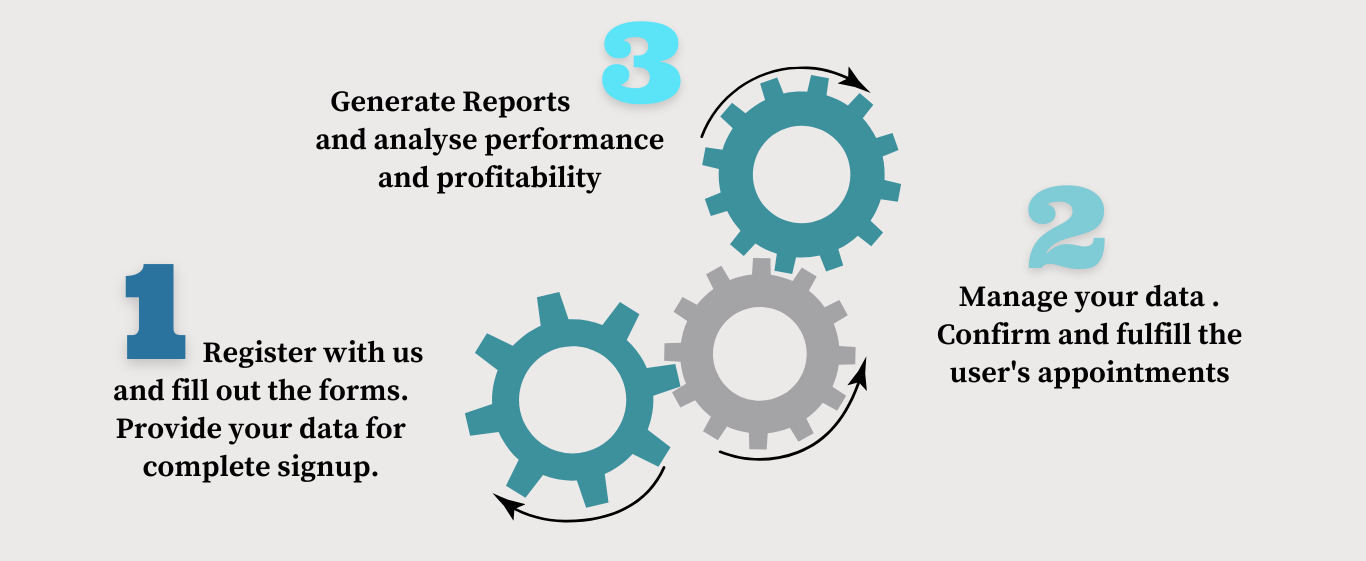 1
Register with us
and fill out the forms.
Provide your data for
complete signup.
2
Manage your data .
Confirm and fulfill the
user's appointments
3
Generate Reports
and analyse performance
and profitability